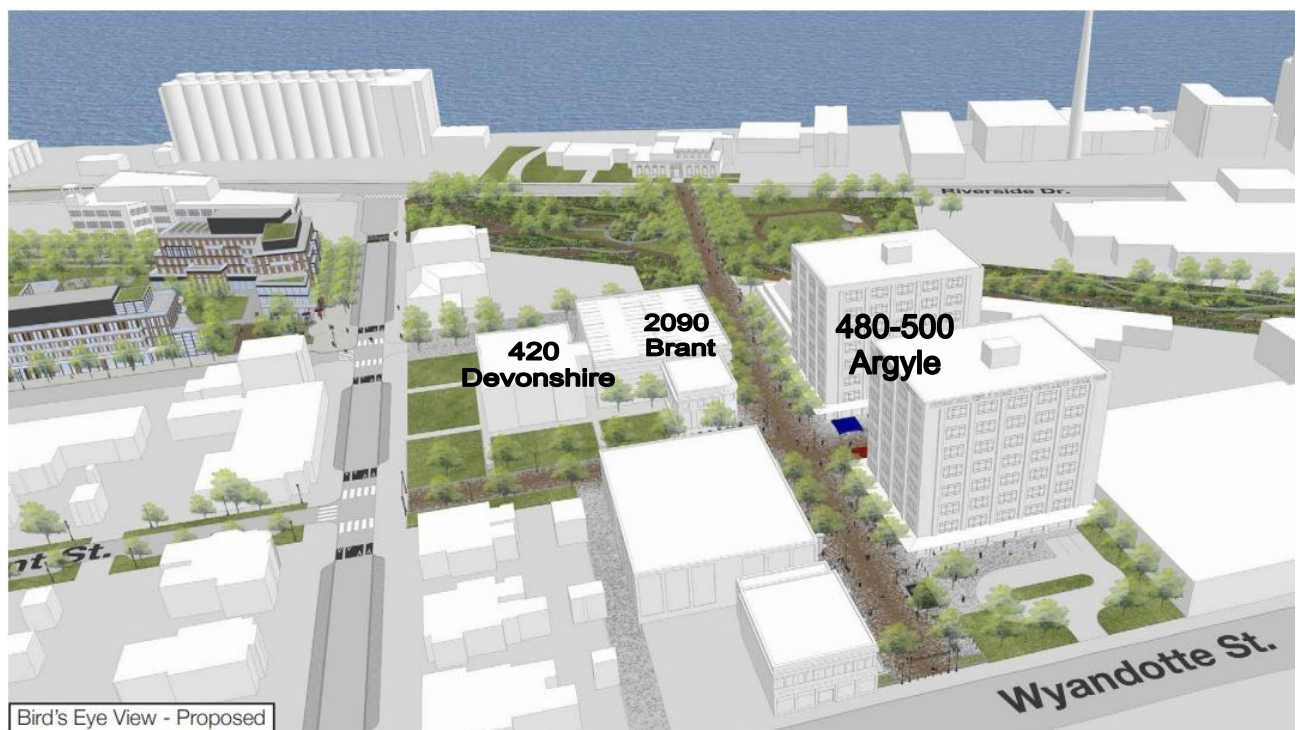 Riverside Dr.
2090
Brant
420
Devonshire
480-500
Argyle
nt St.
Wyandotte St.
Bird's Eye View - Proposed